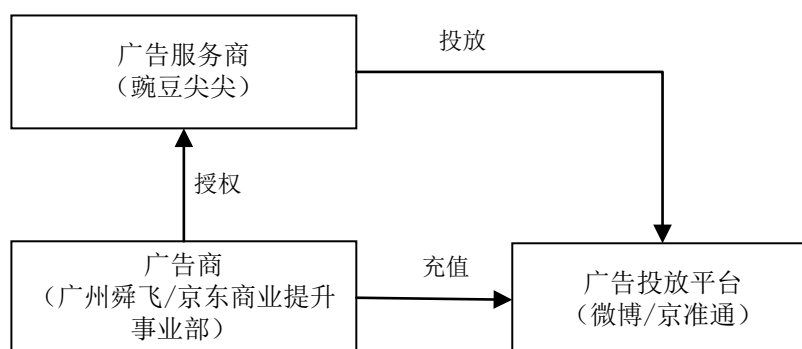 广告服务商
（豌豆尖尖）
投放
授权
广告商
（广州舜飞/京东商业提升
事业部）
充值
广告投放平台
（微博/京准通）